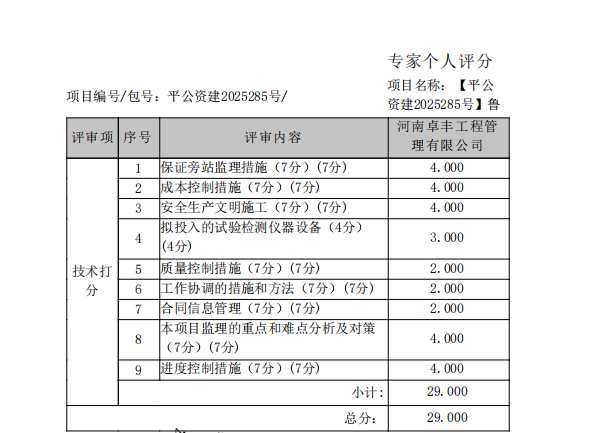 专家个人评分
项目编号/包号: 平公资建2025285号/
项目名称: 【平公
资建2025285号】鲁
评审项 序号 评审内容 河南卓丰工程管
理有限公司
技术打
分
1 保证旁站监理措施（7分）(7分) 4.000
2 成本控制措施（7分）(7分) 4.000
3 安全生产文明施工（7分）(7分) 4.000
4 拟投入的试验检测仪器设备（4分）
(4分) 3.000
5 质量控制措施（7分）(7分) 2.000
6 工作协调的措施和方法（7分）(7分) 2.000
7 合同信息管理（7分）(7分) 2.000
8 本项目监理的重点和难点分析及对策
（7分）(7分) 4.000
9 进度控制措施（7分）(7分) 4.000
小计: 29.000
总分: 29.000